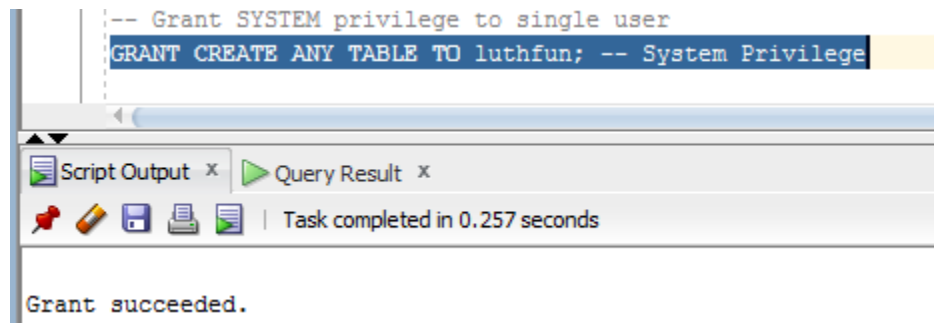 -- Grant SYSTEM privilege to single user
GRANT CREATE ANY TABLE TO luthfun; -- System Privilege
Script Output x Query Result x
Task completed in 0.257 seconds
Grant succeeded.